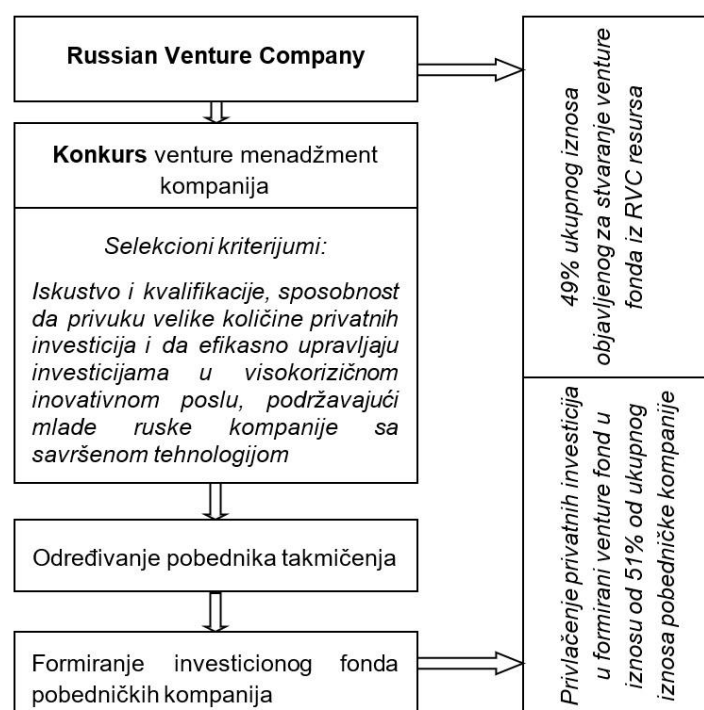 Russian Venture Company
Konkurs venture menadžment
kompanija
Selekcioni kriterijumi:
Iskustvo i kvalifikacije, sposobnost
da privuku velike količine privatnih
investicija i da efikasno upravljaju
investicijama u visokorizičnom
inovativnom poslu, podržavajući
mlade ruske kompanije sa
savršenom tehnologijom
Određivanje pobednika takmičenja
Formiranje investicionog fonda
pobedničkih kompanija
49% ukupnog iznosa
objavljenog za stvaranje venture
fonda iz RVC resursa
Privlačenje privatnih investicija
u formirani venture fond u
iznosu od 51% od ukupnog
iznosa pobedničke kompanije